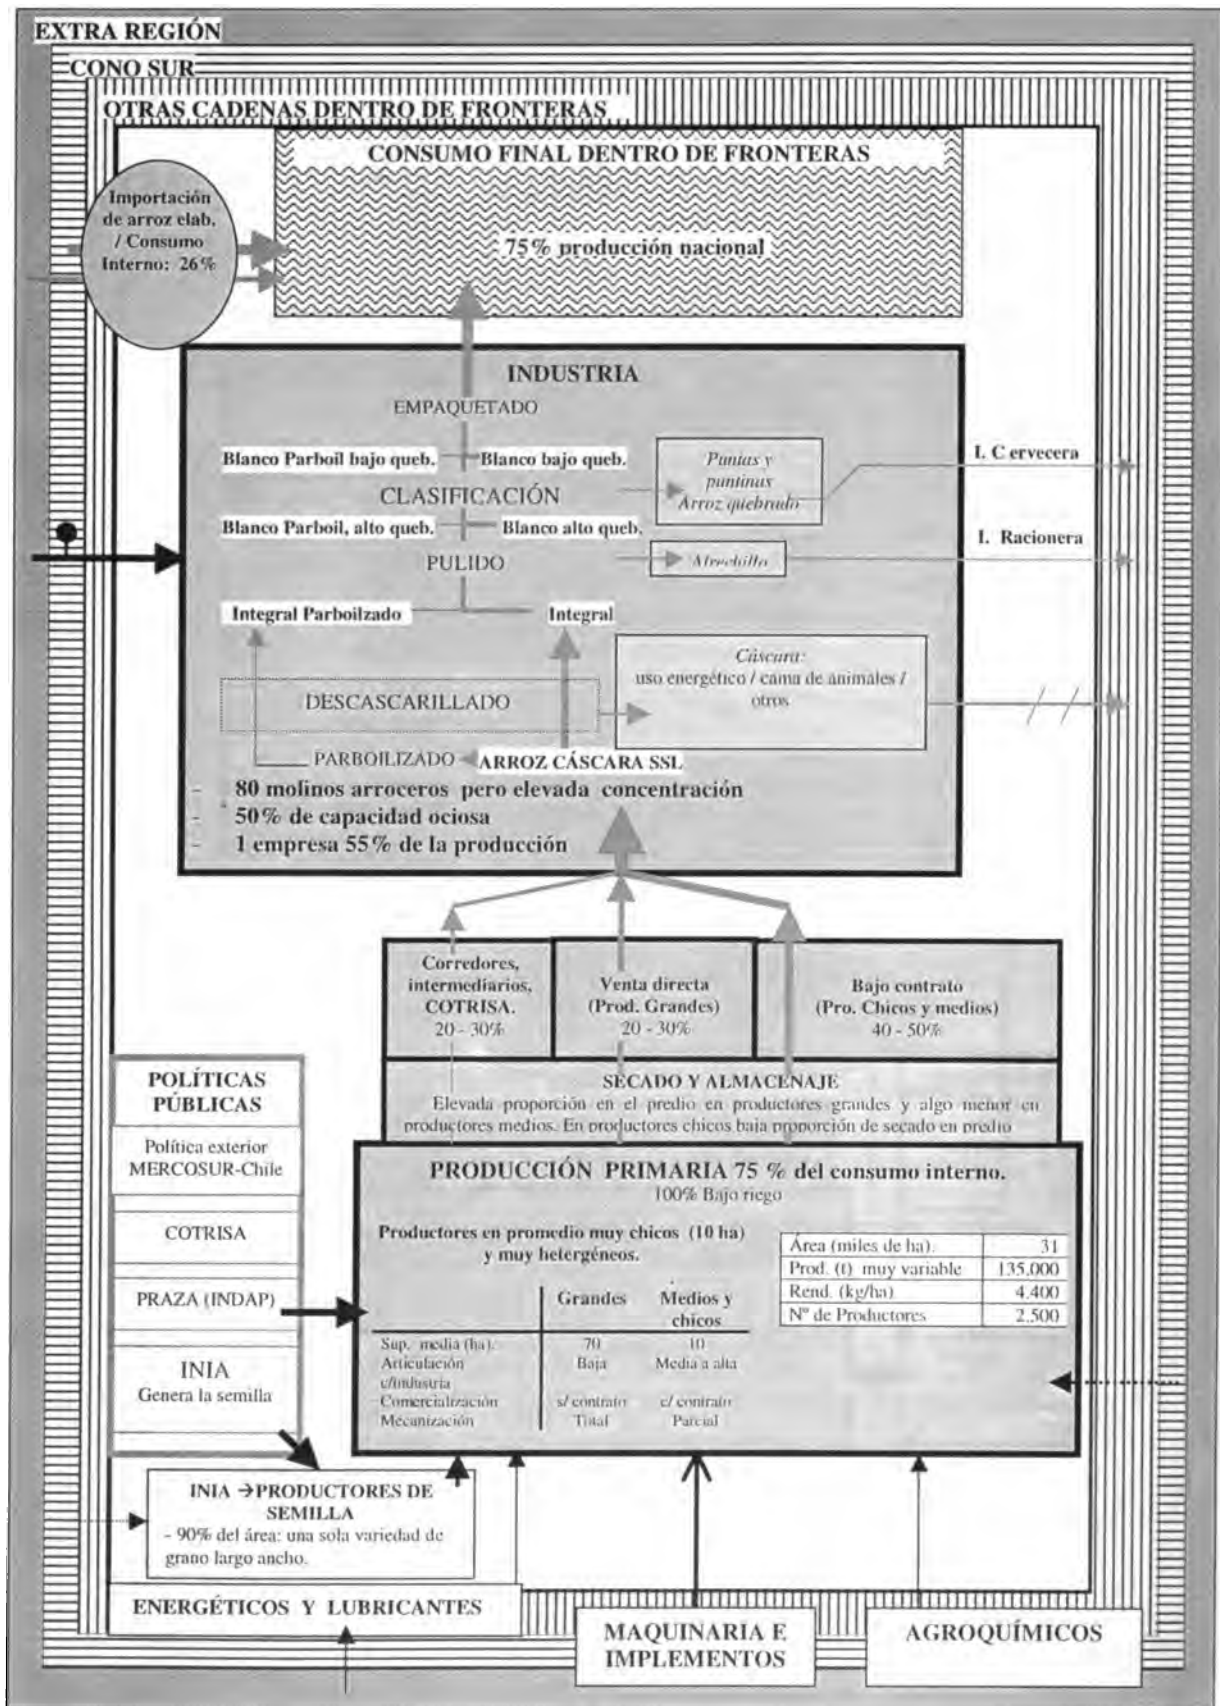 EXTRA REGIÓN
CONO SUR
OTRAS CADENAS DENTRO DE FRONTERAS
CONSUMO FINAL DENTRO DE FRONTERAS
Importación
de arroz elab.
/ Consumo
Interno: 26%
75% producción nacional
INDUSTRIA
EMPAQUETADO
Blanco Parboil bajo queb.
Blanco bajo queb.
Puntas y
puntinas
Arroz quebrado
I. C ervecera
CLASIFICACIÓN
Blanco Parboil, alto queb.
Blanco alto queb.
PULIDO
Afrechillo
I. Racionera
Integral Parboilzado
Integral
Cáscara:
uso energético / cama de animales /
otros
DESCASCARILLADO
PARBOILIZADO
ARROZ CÁSCARA SSL
- 80 molinos arroceros pero elevada concentración
- 50% de capacidad ociosa
- 1 empresa 55% de la producción
Corredores,
intermediarios,
COTRISA.
20 - 30%
Venta directa
(Prod. Grandes)
20 - 30%
Bajo contrato
(Pro. Chicos y medios)
40 - 50%
SECADO Y ALMACENAJE
Elevada proporción en el predio en productores grandes y algo menor en
productores medios. En productores chicos baja proporción de secado en predio
POLÍTICAS
PÚBLICAS
Política exterior
MERCOSUR-Chile
COTRISA
PRAZA (INDAP)
INIA
Genera la semilla
PRODUCCIÓN PRIMARIA 75 % del consumo interno.
100% Bajo riego
Productores en promedio muy chicos (10 ha)
y muy hetergéneos.
Grandes Medios y
chicos
Sup. media (ha). 70 10
Articulación Baja Media a alta
c/industria
Comercialización s/ contrato c/ contrato
Mecanización Total Parcial
Área (miles de ha). 31
Prod. (t) muy variable 135.000
Rend. (kg/ha) 4.400
Nº de Productores 2.500
INIA →PRODUCTORES DE
SEMILLA
- 90% del área: una sola variedad de
grano largo ancho.
ENERGÉTICOS Y LUBRICANTES
MAQUINARIA E
IMPLEMENTOS
AGROQUÍMICOS